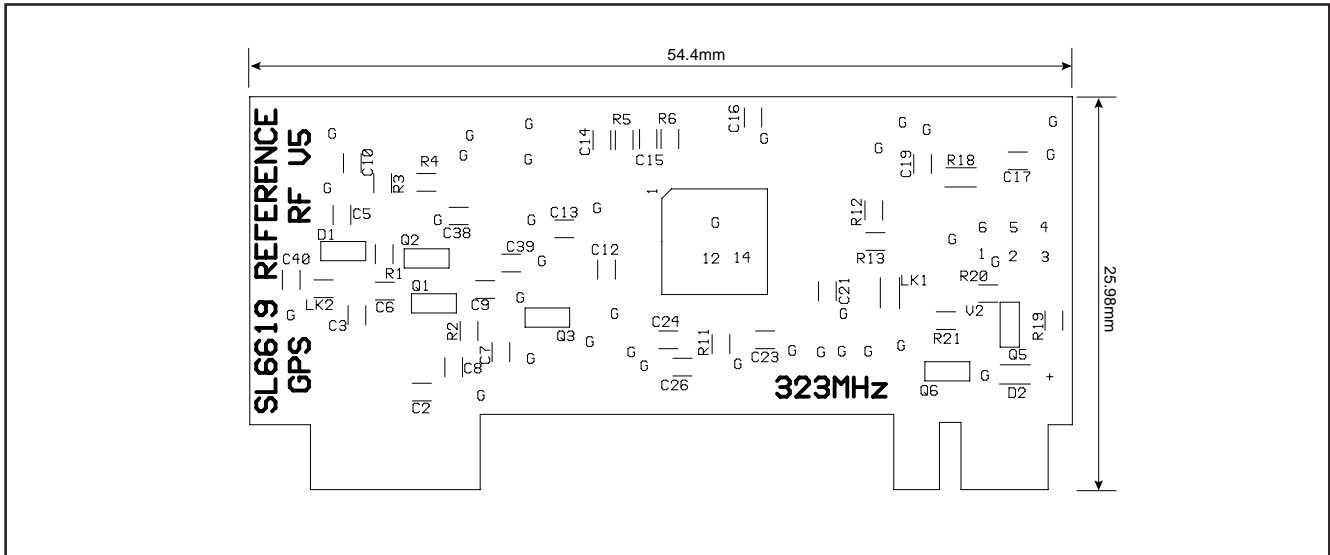 54.4mm
25.98mm
SL6619 REFERENCE
GPS RF V5
G
G
G
G
C16
G
G
G
R5
R6
C14
C15
G
C10
G
G
R4
G
C19
R18
C17
G
G
R3
1
C5
G
C38
G
C13
G
G
R12
6 5 4
D1
Q2
C39
G
C12
12 14
R13
G
1 2 3
G
C40
R1
LK2
C6
Q1
C9
G
C21
LK1
R20
G
C3
R2
Q3
G
C24
R11
G
V2
R19
R21
C7
G
G
G
G
C23
G
G
G
G
G
G
Q5
C8
C26
C2
G
323MHz
Q6
G
D2
+